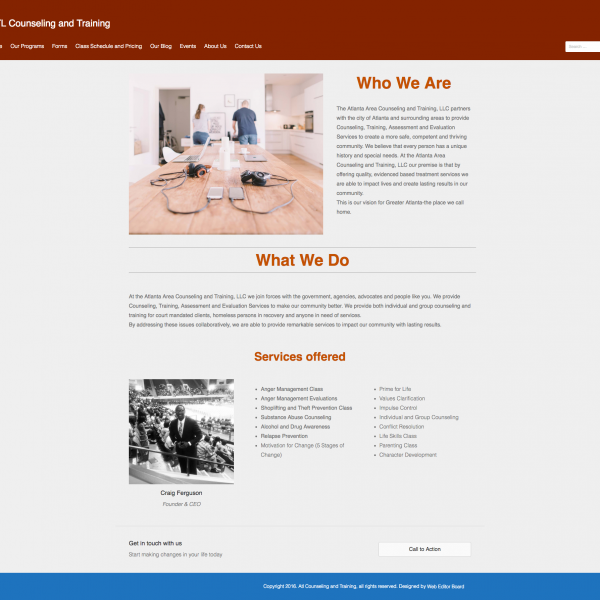 TL Counseling and Training
Our Programs Forms Class Schedule and Pricing Our Blog Events About Us Contact Us
Who We Are
The Atlanta Area Counseling and Training, LLC partners
with the city of Atlanta and surrounding areas to provide
Counseling, Training, Assessment and Evaluation
Services to create a more safe, competent and thriving
community. We believe that every person has a unique
history and special needs. At the Atlanta Area
Counseling and Training, LLC our premise is that by
offering quality, evidenced based treatment services we
are able to impact lives and create lasting results in our
community.
This is our vision for Greater Atlanta-the place we call
home.
What We Do
At the Atlanta Area Counseling and Training, LLC we join forces with the government, agencies, advocates and people like you. We provide
Counseling, Training, Assessment and Evaluation Services to make our community better. We provide both individual and group counseling and
training for court mandated clients, homeless persons in recovery and anyone in need of services.
By addressing these issues collaboratively, we are able to provide remarkable services to impact our community with lasting results.
Services offered
Anger Management Class
Anger Management Evaluations
Shoplifting and Theft Prevention Class
Substance Abuse Counseling
Alcohol and Drug Awareness
Relapse Prevention
Motivation for Change (5 Stages of
Change)
Prime for Life
Values Clarification
Impulse Control
Individual and Group Counseling
Conflict Resolution
Life Skills Class
Parenting Class
Character Development
Craig Ferguson
Founder & CEO
Get in touch with us
Start making changes in your life today
Call to Action
Copyright 2016. Atl Counseling and Training, all rights reserved. Designed by Web Editor Board